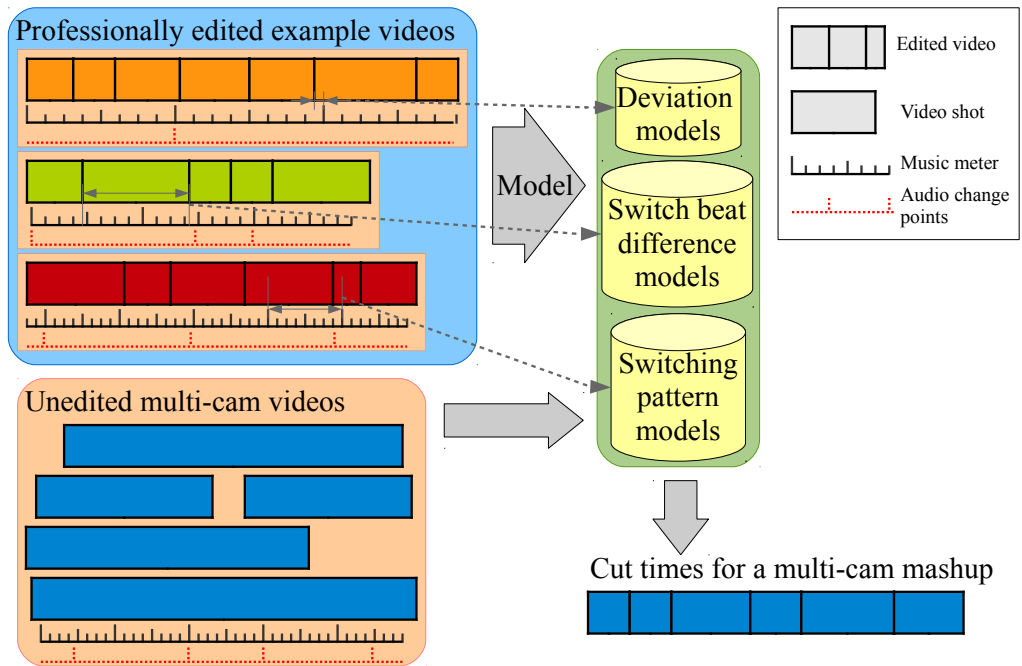 Professionally edited example videos
Model
Deviation
models
Switch beat
difference
models
Switching
pattern
models
Edited video
Video shot
Music meter
Audio change
points
Unedited multi-cam videos
Cut times for a multi-cam mashup